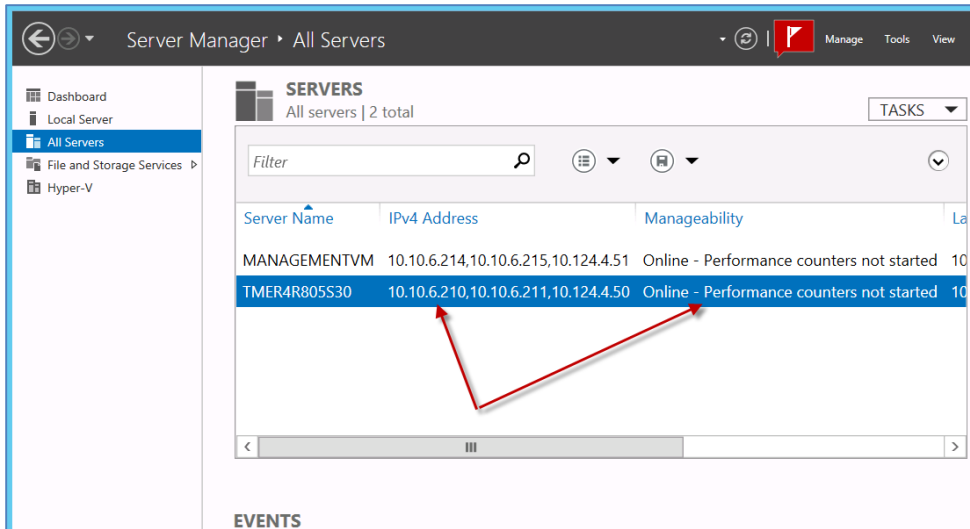 Server Manager ‣ All Servers
Manage Tools View
Dashboard
Local Server
All Servers
File and Storage Services
Hyper-V
SERVERS
All servers | 2 total
TASKS
Filter
Server Name IPv4 Address Manageability La
MANAGEMENTVM 10.10.6.214,10.10.6.215,10.124.4.51 Online - Performance counters not started 10
TMER4R805S30 10.10.6.210,10.10.6.211,10.124.4.50 Online - Performance counters not started 10
EVENTS